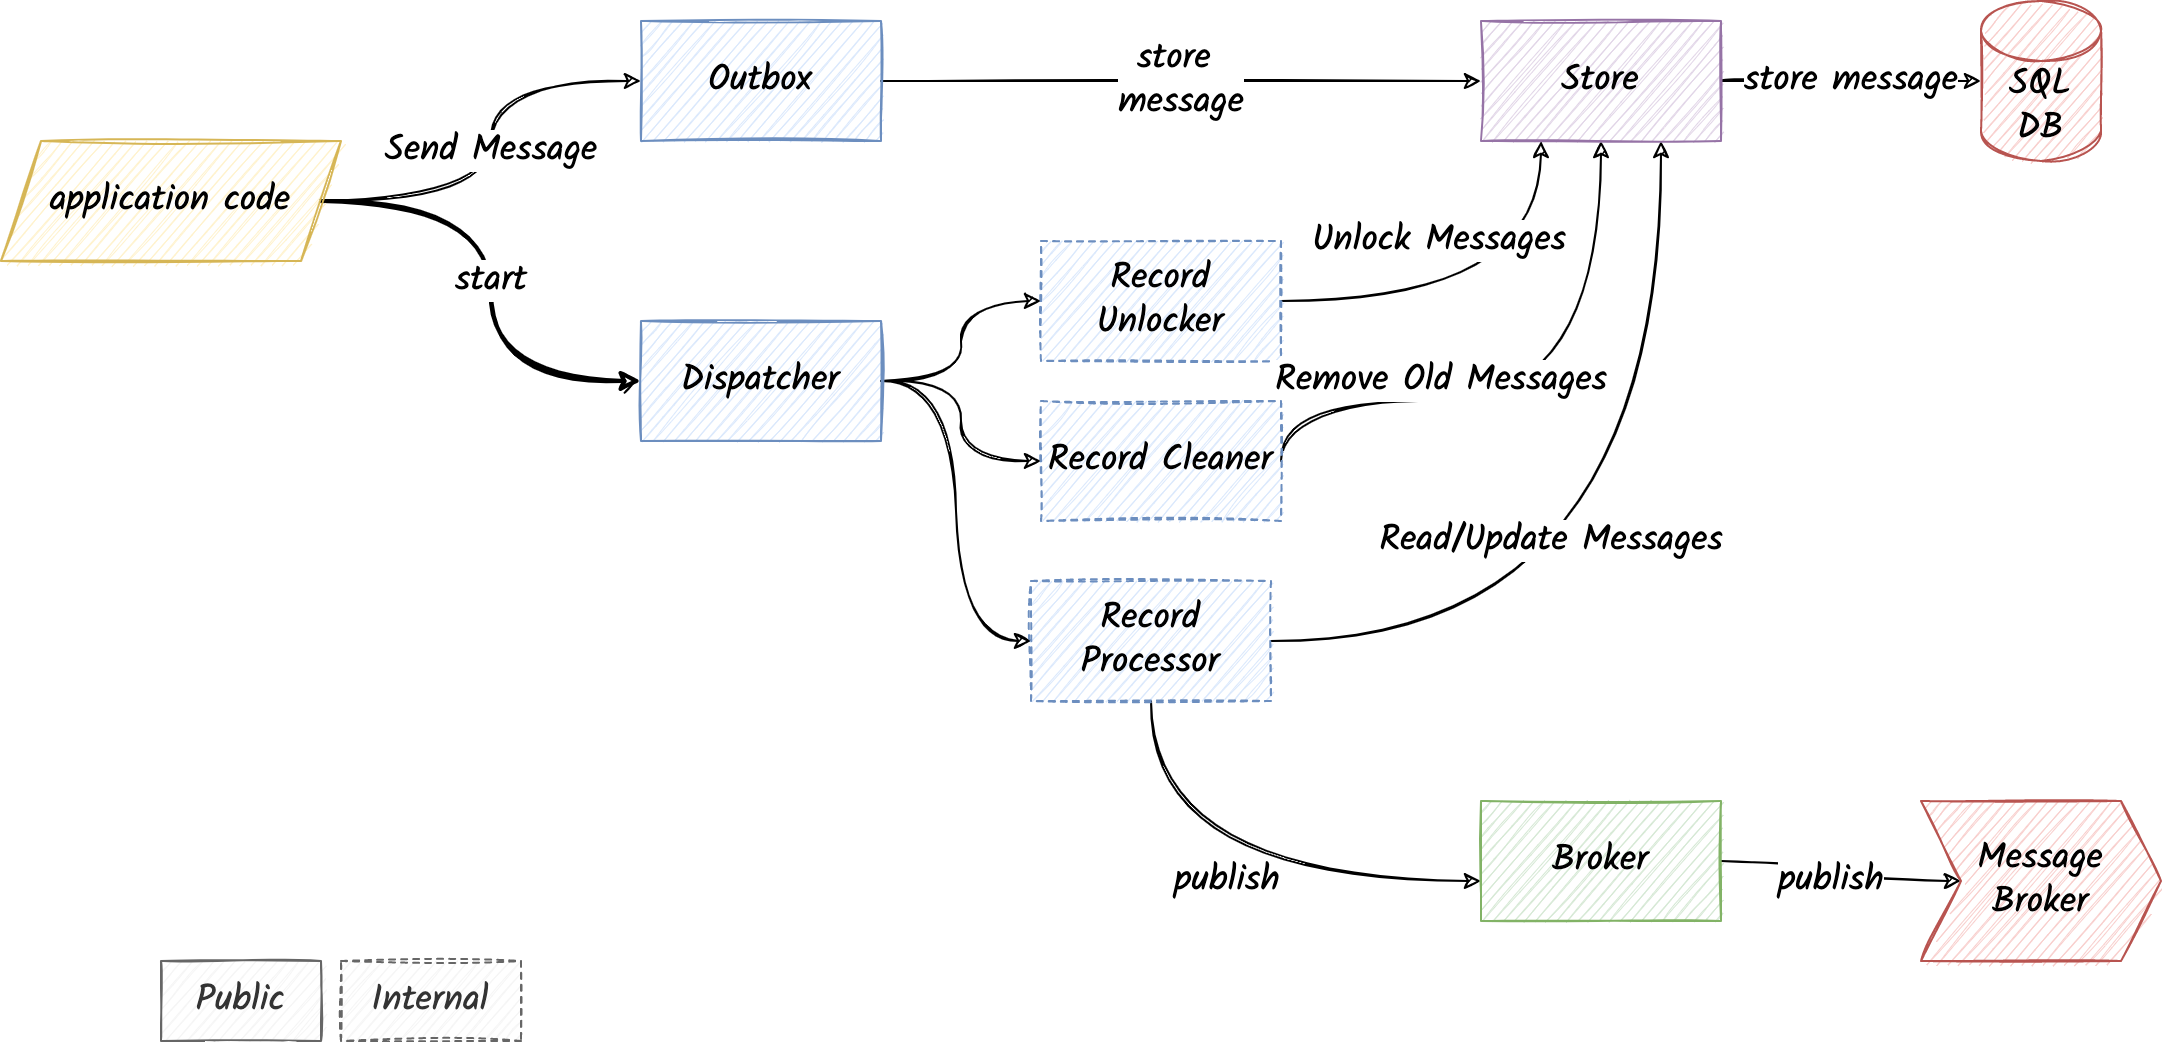 Outbox
store
message
Store
store message
SQL
DB
Send Message
application code
start
Record
Unlocker
Unlock Messages
Dispatcher
Remove Old Messages
Record Cleaner
Read/Update Messages
Record
Processor
publish
Broker
publish
Message
Broker
Public
Internal